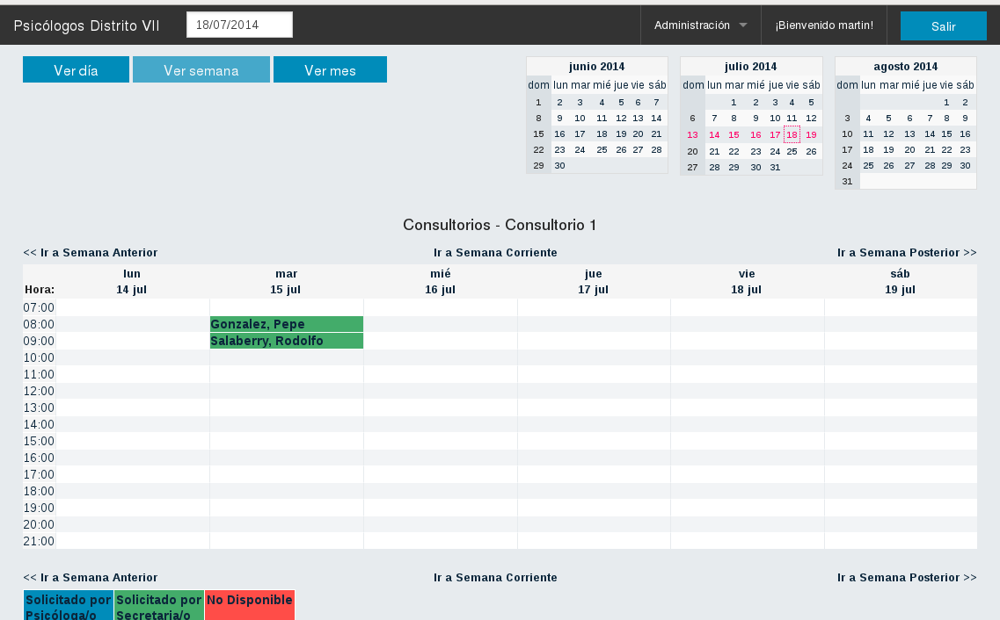 Psicólogos Distrito VII 18/07/2014 Administración ¡Bienvenido martin! Salir
Ver día Ver semana Ver mes
junio 2014
dom lun mar mié jue vie sáb
1 2 3 4 5 6 7
8 9 10 11 12 13 14
15 16 17 18 19 20 21
22 23 24 25 26 27 28
29 30
julio 2014
dom lun mar mié jue vie sáb
1 2 3 4 5
6 7 8 9 10 11 12
13 14 15 16 17 18 19
20 21 22 23 24 25 26
27 28 29 30 31
agosto 2014
dom lun mar mié jue vie sáb
1 2
3 4 5 6 7 8 9
10 11 12 13 14 15 16
17 18 19 20 21 22 23
24 25 26 27 28 29 30
31
Consultorios - Consultorio 1
<< Ir a Semana Anterior Ir a Semana Corriente Ir a Semana Posterior >>
lun mar mié jue vie sáb
Hora: 14 jul 15 jul 16 jul 17 jul 18 jul 19 jul
07:00
08:00 Gonzalez, Pepe
09:00 Salaberry, Rodolfo
10:00
11:00
12:00
13:00
14:00
15:00
16:00
17:00
18:00
19:00
20:00
21:00
<< Ir a Semana Anterior Ir a Semana Corriente Ir a Semana Posterior >>
Solicitado por Solicitado por No Disponible
Psicóloga/o Secretaria/o